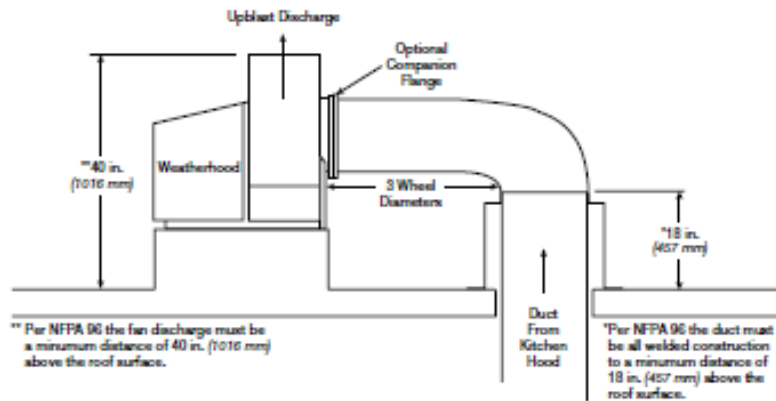 Upblast Discharge
Optional
Companion
Flange
**40 in.
(1016 mm)
Weatherhood
3 Wheel
Diameters
*18 in.
(457 mm)
Duct
From
Kitchen
Hood
** Per NFPA 96 the fan discharge must be
a minumum distance of 40 in. (1016 mm)
above the roof surface.
*Per NFPA 96 the duct must
be all welded construction
to a minumum distance of
18 in. (457 mm) above the
roof surface.